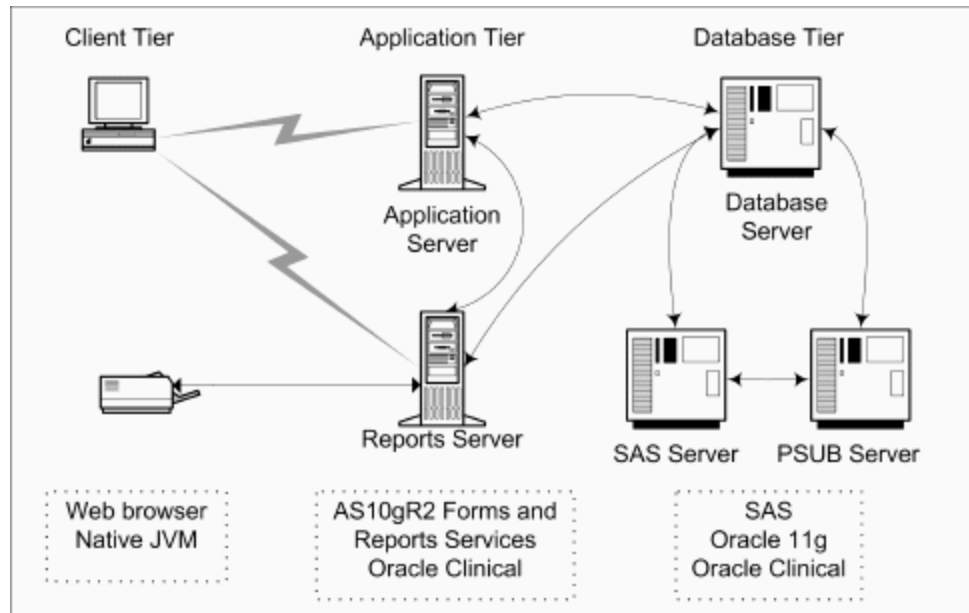 Client Tier
Application Tier
Database Tier
Application
Server
Database
Server
Reports Server
SAS Server
PSUB Server
Web browser
Native JVM
AS10gR2 Forms and
Reports Services
Oracle Clinical
SAS
Oracle 11g
Oracle Clinical